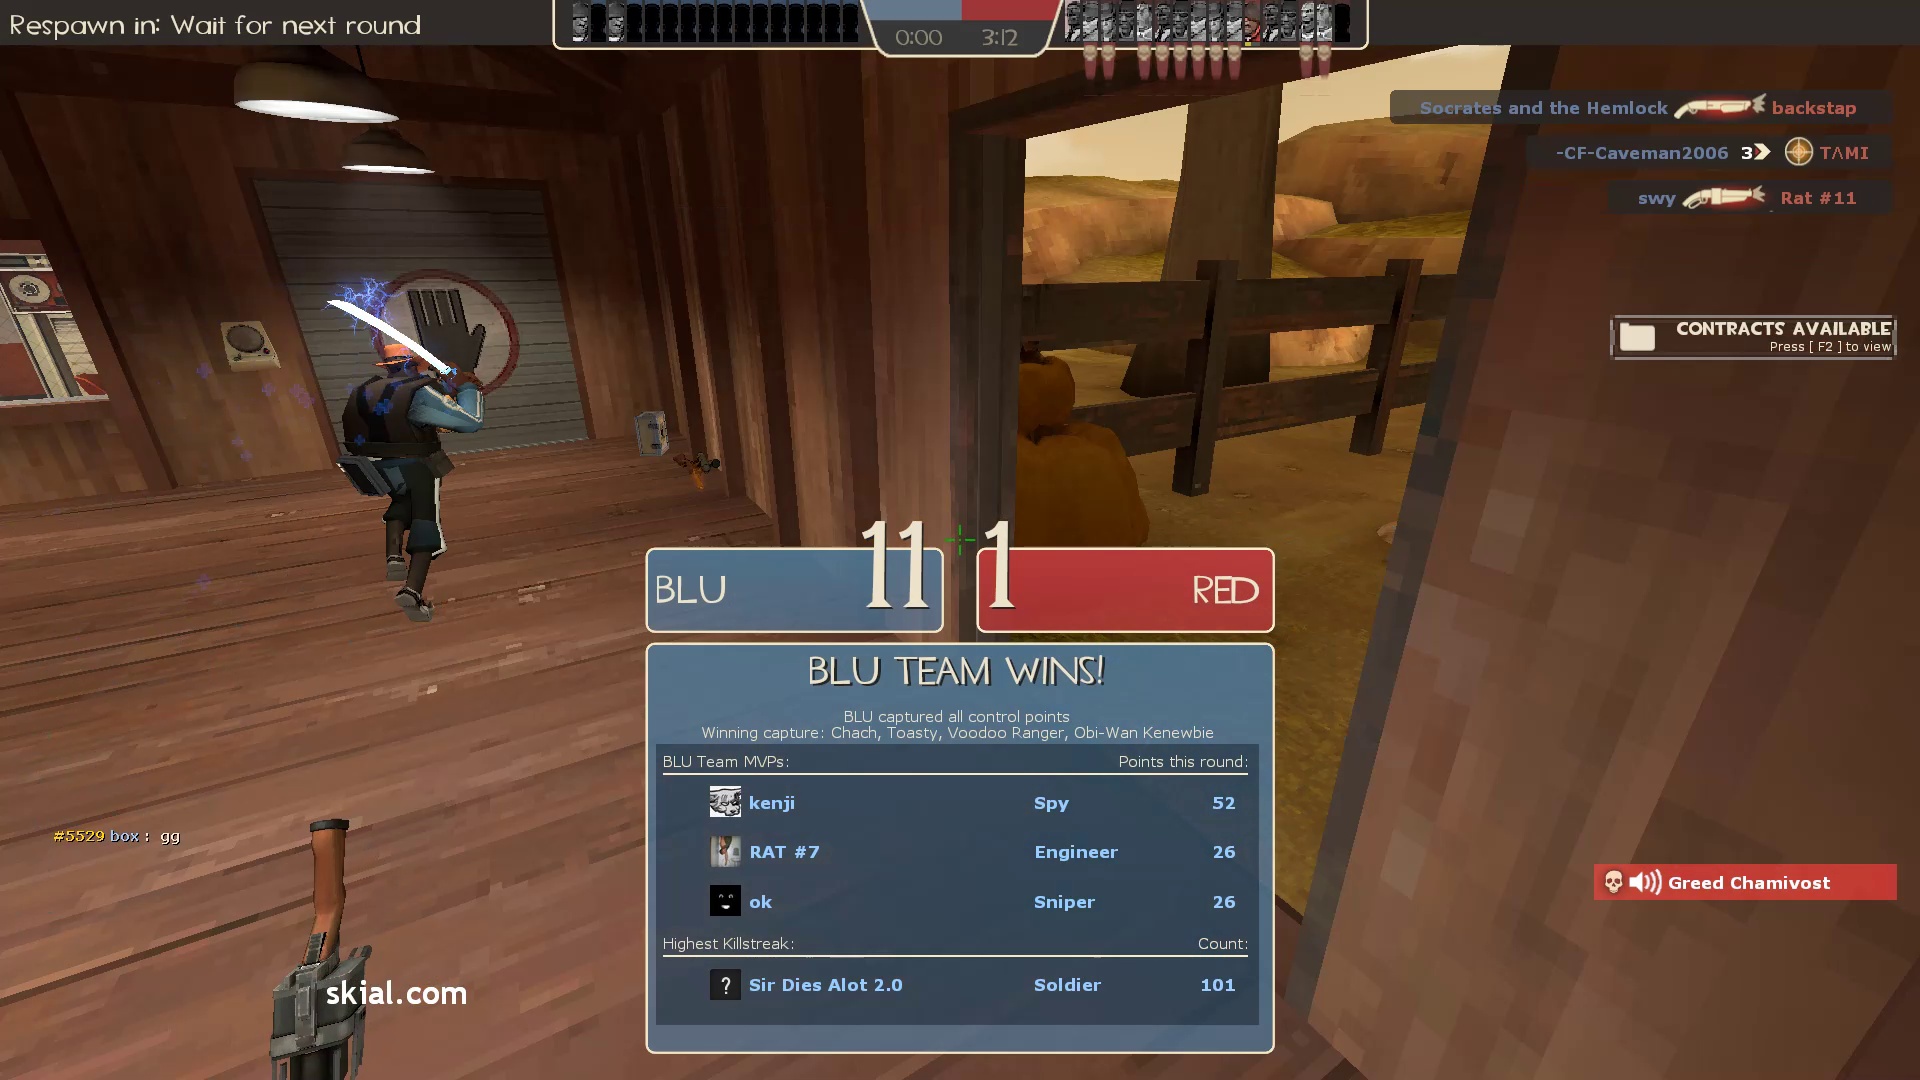 Respawn in: Wait for next round
0:00 3:12
Socrates and the Hemlock backstap
-CF-Caveman2006 3 TΛMI
swy Rat #11
CONTRACTS AVAILABLE
Press [ F2 ] to view
BLU 11 1 RED
BLU TEAM WINS!
BLU captured all control points
Winning capture: Chach, Toasty, Voodoo Ranger, Obi-Wan Kenewbie
BLU Team MVPs: Points this round:
kenji Spy 52
RAT #7 Engineer 26
ok Sniper 26
Highest Killstreak: Count:
? Sir Dies Alot 2.0 Soldier 101
#5529 box : gg
Greed Chamivost
skial.com